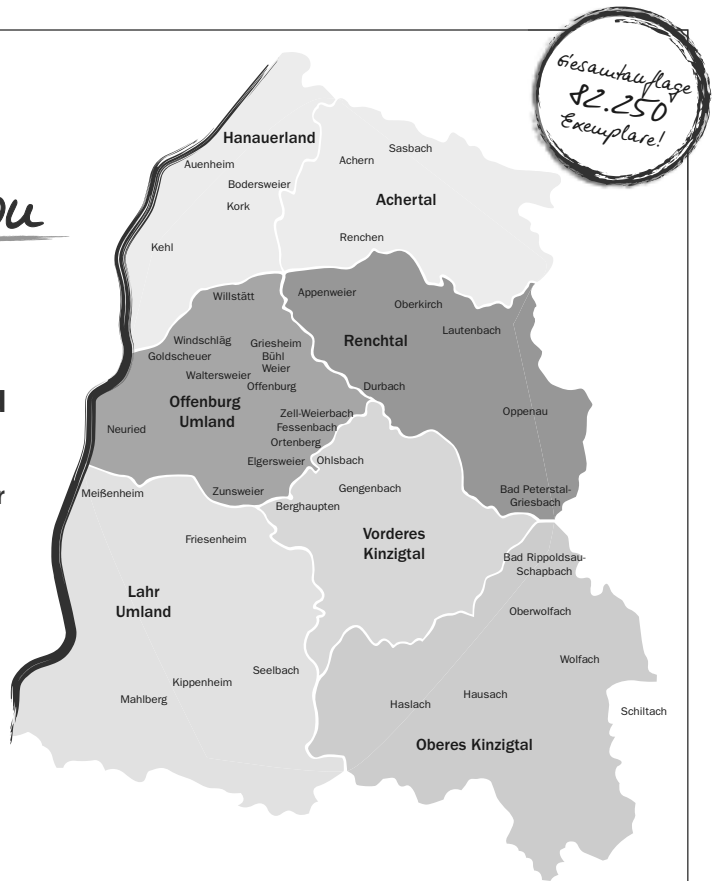 Gesamtauflage
82.250
Exemplare!
Hanauerland
Auenheim
Bodersweier
Kork
Kehl
Sasbach
Achern
Achertal
Renchen
Willstätt
Appenweier
Oberkirch
Lautenbach
Renchtal
Durbach
Oppenau
Bad Peterstal-
Griesbach
Windschläg
Goldscheuer
Griesheim
Bühl
Weier
Waltersweier
Offenburg
Offenburg
Umland
Neuried
Zell-Weierbach
Fessenbach
Ortenberg
Elgersweier
Ohlsbach
Zunsweier
Gengenbach
Berghaupten
Vorderes
Kinzigtal
Meißenheim
Friesenheim
Lahr
Umland
Seelbach
Kippenheim
Mahlberg
Bad Rippoldsau-
Schapbach
Oberwolfach
Wolfach
Hausach
Haslach
Schiltach
Oberes Kinzigtal